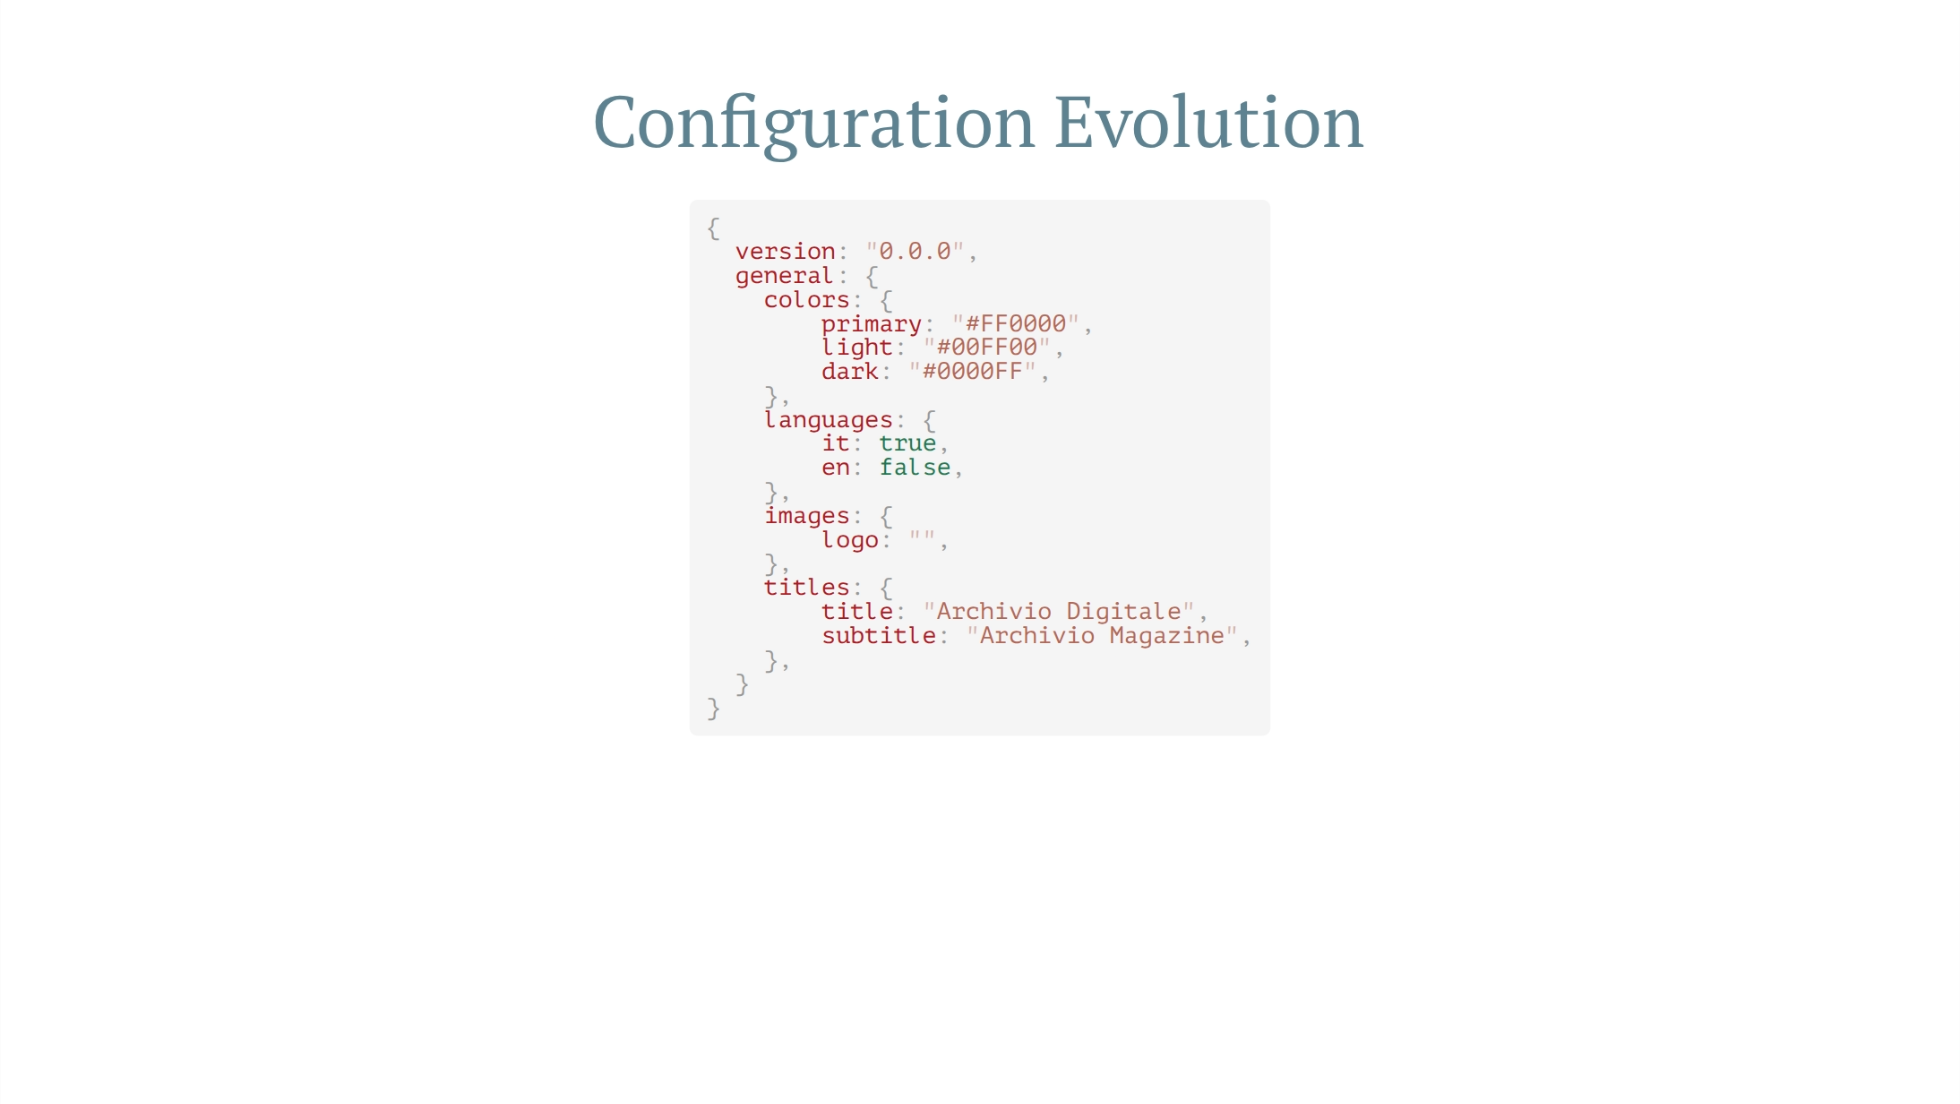 Configuration Evolution
{
  version: "0.0.0",
  general: {
    colors: {
        primary: "#FF0000",
        light: "#00FF00",
        dark: "#0000FF",
    },
    languages: {
        it: true,
        en: false,
    },
    images: {
        logo: "",
    },
    titles: {
        title: "Archivio Digitale",
        subtitle: "Archivio Magazine",
    },
  }
}